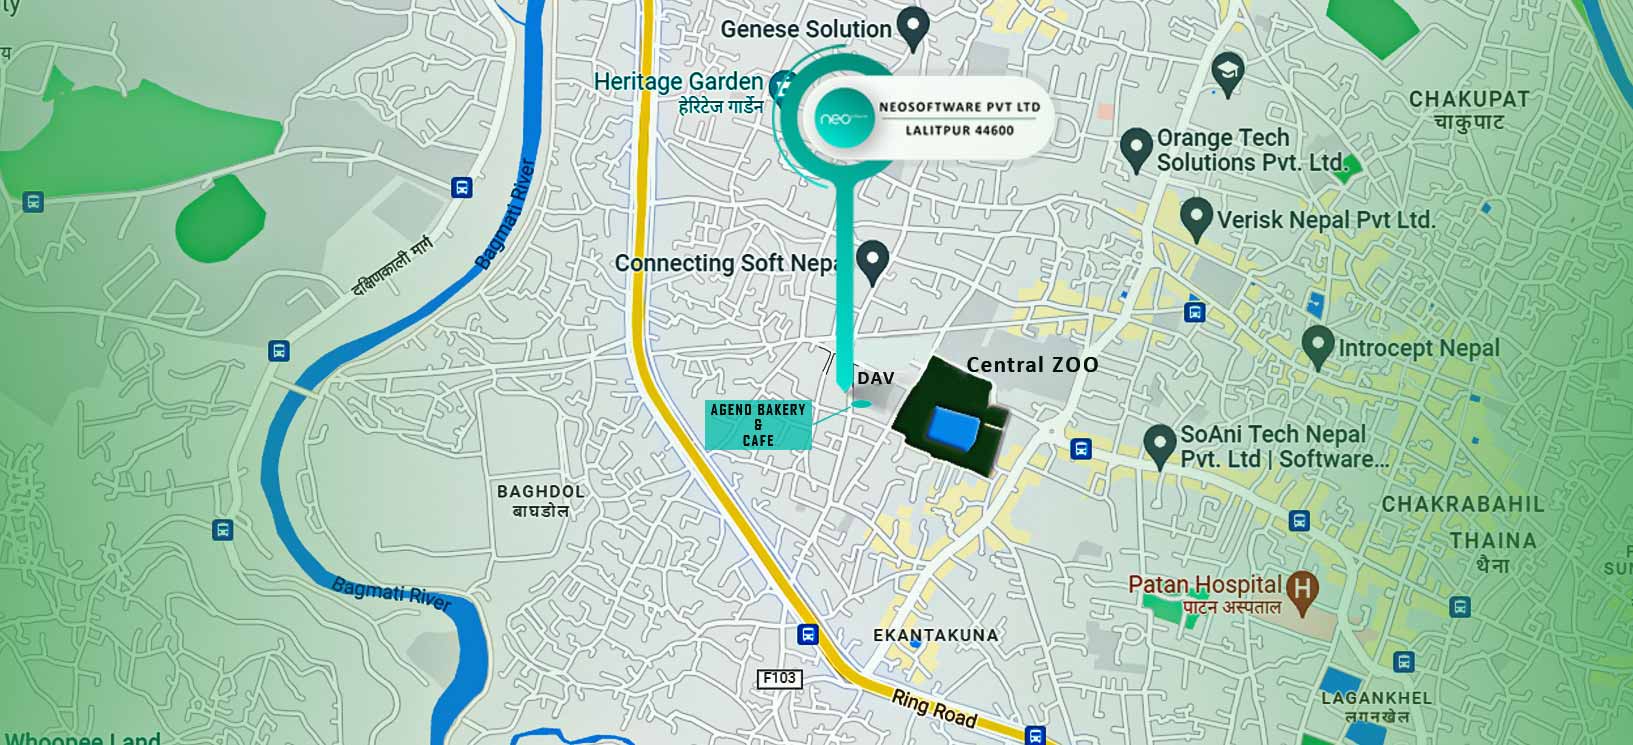 ty
य
Genese Solution
Heritage Garden
हेरिटेज गार्डेन
neo
NEOSOFTWARE PVT LTD
LALITPUR 44600
CHAKUPAT
चाकुपाट
Orange Tech
Solutions Pvt. Ltd.
Verisk Nepal Pvt Ltd.
Bagmati River
दक्षिणकाली मार्ग
Connecting Soft Nepa
Introcept Nepal
Central ZOO
DAV
AGENO BAKERY
&
CAFE
SoAni Tech Nepal
Pvt. Ltd | Software...
BAGHDOL
बाघडोल
CHAKRABAHIL
THAINA
थैना
SUN
Bagmati River
Patan Hospital
पाटन अस्पताल
H
EKANTAKUNA
F103
Ring Road
LAGANKHEL
लगनखेल
Whoopee Land